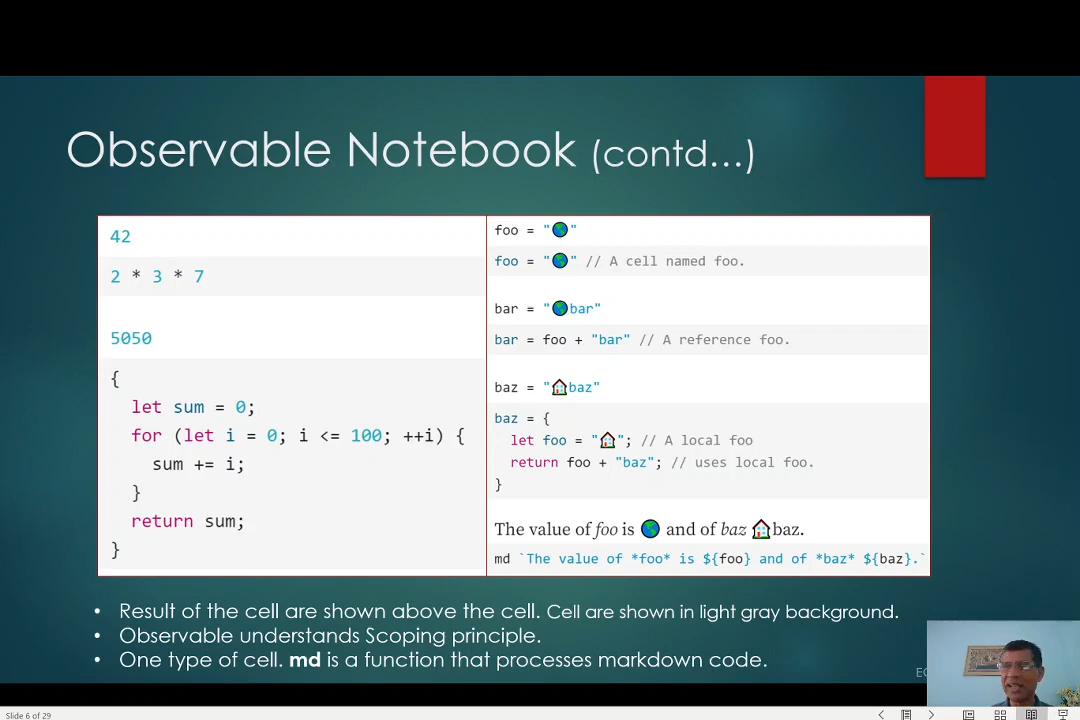 Observable Notebook (contd...)
42
2 * 3 * 7
5050
{
let sum = 0;
for (let i = 0; i <= 100; ++i) {
sum += i;
}
return sum;
}
foo = "🌎"
foo = "🌎" // A cell named foo.
bar = "🌎bar"
bar = foo + "bar" // A reference foo.
baz = "🏠baz"
baz = {
let foo = "🏠"; // A local foo
return foo + "baz"; // uses local foo.
}
The value of foo is 🌎 and of baz 🏠baz.
md `The value of *foo* is ${foo} and of *baz* ${baz}.`
• Result of the cell are shown above the cell. Cell are shown in light gray background.
• Observable understands Scoping principle.
• One type of cell. md is a function that processes markdown code.
Slide 6 of 29